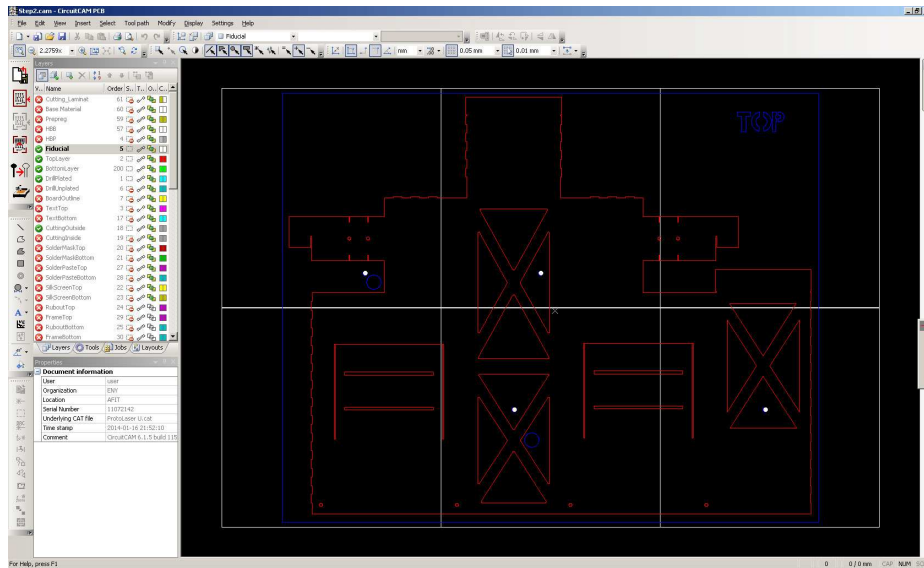 Step2.cam - CircuitCAM PCB
File Edit View Insert Select Toolpath Modify Display Settings Help
Fiducial
2.2793x mm 0.05 mm 0.01 mm
Layers
V.. Name Order S.. T.. O.. C..
Cutting_Laminat 61
Base Material 60
Prepreg 59
HBB 57
HBP 4
Fiducial 5
TopLayer 2
BottomLayer 200
DrillPlated 1
DrillUnplated 6
BoardOutline 7
TextTop 3
TextBottom 17
CuttingOutside 18
CuttingInside 19
SolderMaskTop 20
SolderMaskBottom 21
SolderPasteTop 27
SolderPasteBottom 28
SilkScreenTop 22
SilkScreenBottom 23
RuboutTop 24
FrameTop 29
RuboutBottom 25
FrameBottom 30
Layers Tools Jobs Layouts
Properties
Document information
User user
Organization ENY
Location AFIT
Serial Number 11072142
Underlying CAT file ProtoLaser U.cat
Time stamp 2014-01-16 21:52:10
Comment CircuitCAM 6.1.5 build 115
TOP
For Help, press F1
0 0 / 0 mm CAP NUM